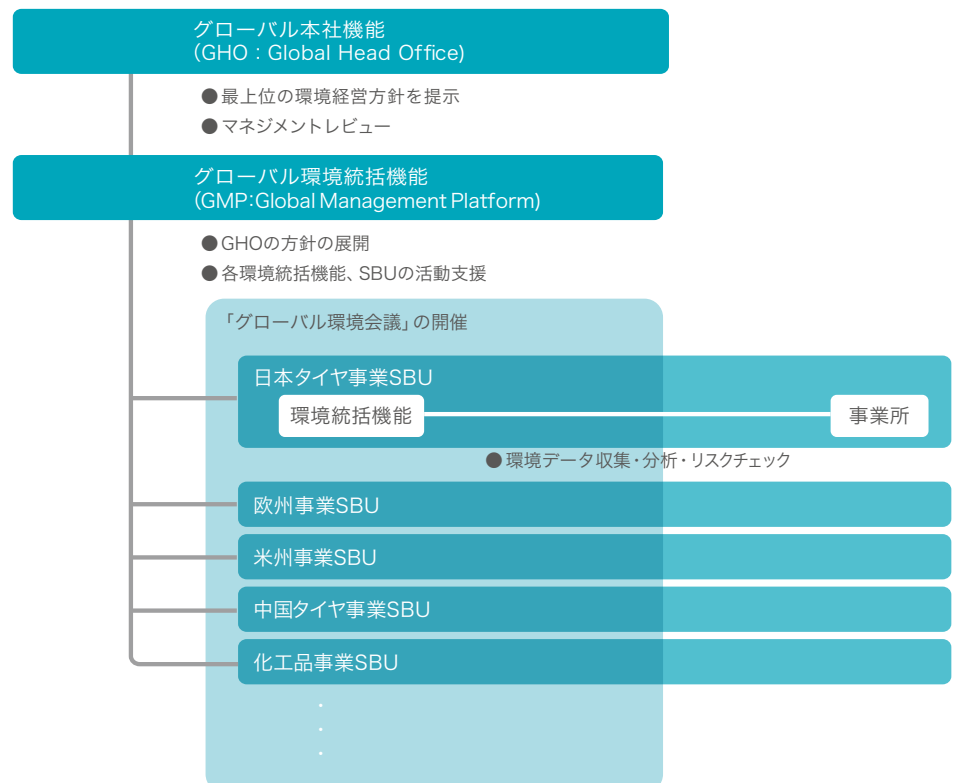 グローバル本社機能
(GHO：Global Head Office)
●最上位の環境経営方針を提示
●マネジメントレビュー
グローバル環境統括機能
(GMP:Global Management Platform)
●GHOの方針の展開
●各環境統括機能、SBUの活動支援
「グローバル環境会議」の開催
日本タイヤ事業SBU
環境統括機能
事業所
●環境データ収集・分析・リスクチェック
欧州事業SBU
米州事業SBU
中国タイヤ事業SBU
化工品事業SBU
・
・
・